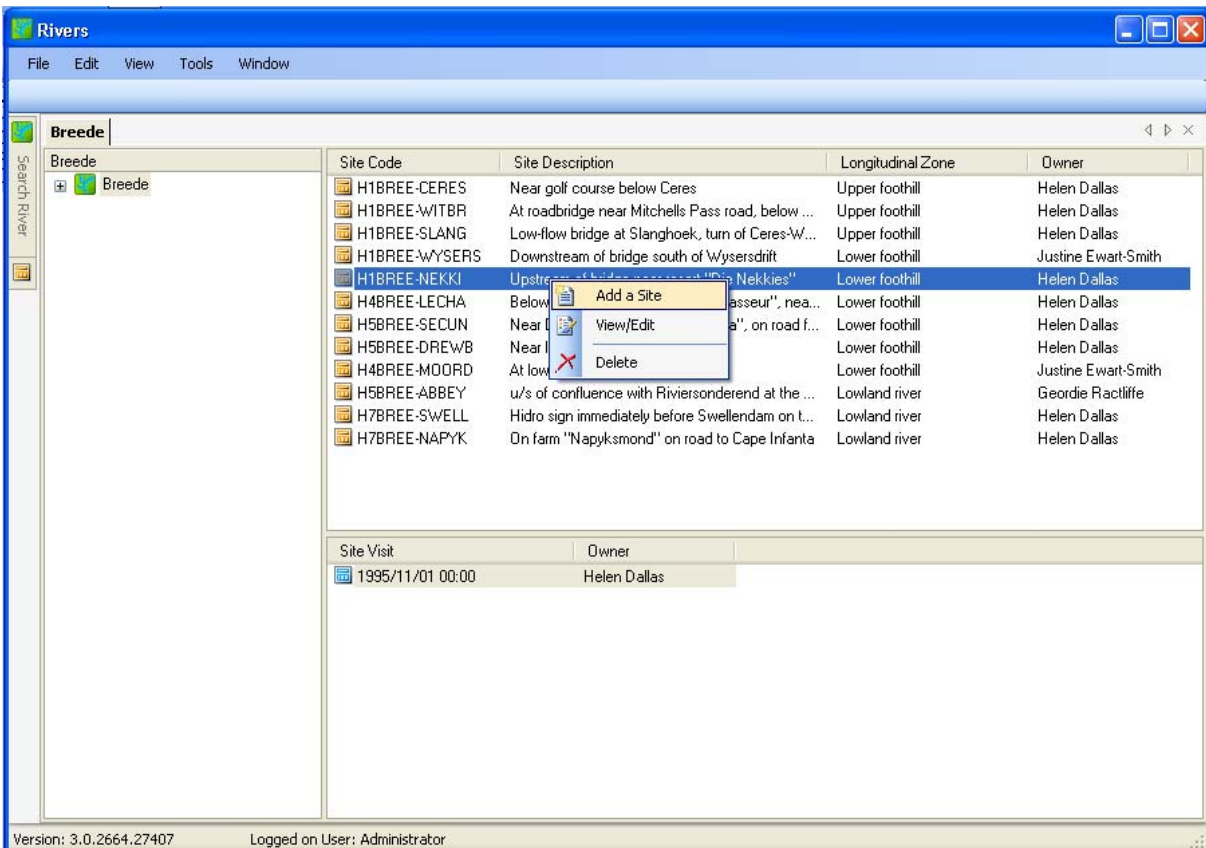 Rivers
File Edit View Tools Window
Breede
Search River
Breede
Breede
Site Code Site Description Longitudinal Zone Owner
H1BREE-CERES Near golf course below Ceres Upper foothill Helen Dallas
H1BREE-WITBR At roadbridge near Mitchells Pass road, below ... Upper foothill Helen Dallas
H1BREE-SLANG Low-flow bridge at Slanghoek, turn of Ceres-W... Upper foothill Helen Dallas
H1BREE-WYSERS Downstream of bridge south of Wysersdrift Lower foothill Justine Ewart-Smith
H1BREE-NEKKI Upstream of bridge near resort "Die Nekkies" Lower foothill Helen Dallas
H4BREE-LECHA Below asseur", nea... Lower foothill Helen Dallas
H5BREE-SECUN Near a", on road f... Lower foothill Helen Dallas
H5BREE-DREWB Near Lower foothill Helen Dallas
H4BREE-MOORD At low Lower foothill Justine Ewart-Smith
H5BREE-ABBEY u/s of confluence with Riviersonderend at the ... Lowland river Geordie Ractliffe
H7BREE-SWELL Hidro sign immediately before Swellendam on t... Lowland river Helen Dallas
H7BREE-NAPYK On farm "Napyksmond" on road to Cape Infanta Lowland river Helen Dallas
Add a Site
View/Edit
Delete
Site Visit Owner
1995/11/01 00:00 Helen Dallas
Version: 3.0.2664.27407 Logged on User: Administrator